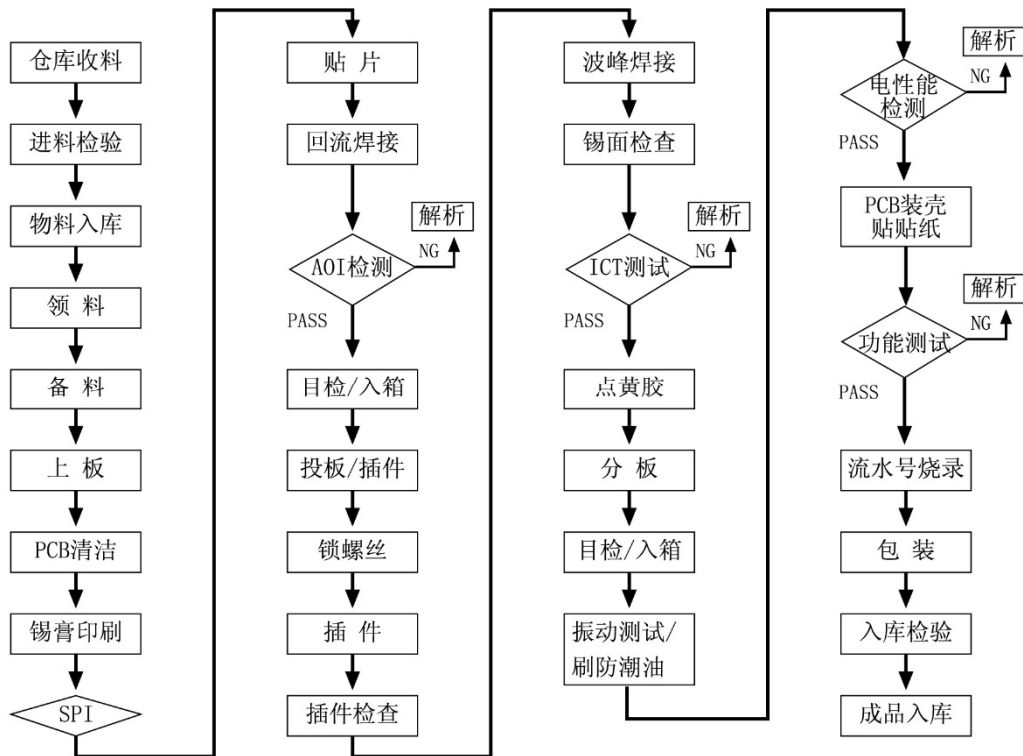 仓库收料
进料检验
物料入库
领 料
备 料
上 板
PCB清洁
锡膏印刷
SPI
贴 片
回流焊接
解析
NG
AOI检测
PASS
目检/入箱
投板/插件
锁螺丝
插 件
插件检查
波峰焊接
锡面检查
解析
NG
ICT测试
PASS
点黄胶
分 板
目检/入箱
振动测试/
刷防潮油
解析
NG
电性能
检测
PASS
PCB装壳
贴贴纸
解析
NG
功能测试
PASS
流水号烧录
包 装
入库检验
成品入库